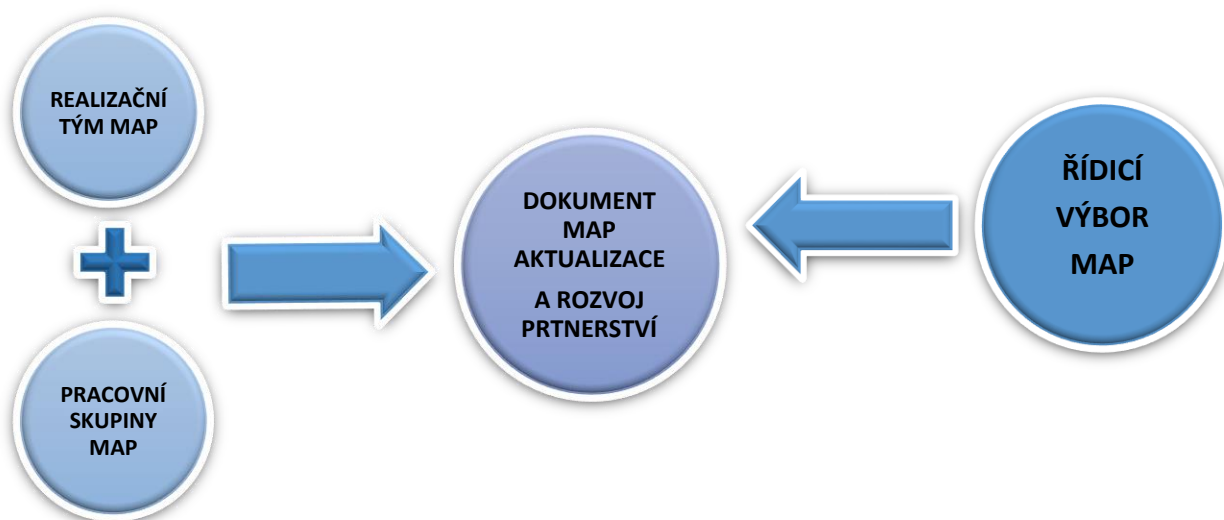 REALIZAČNÍ
TÝM MAP
PRACOVNÍ
SKUPINY
MAP
DOKUMENT
MAP
AKTUALIZACE
A ROZVOJ
PRTNERSTVÍ
ŘÍDICÍ
VÝBOR
MAP